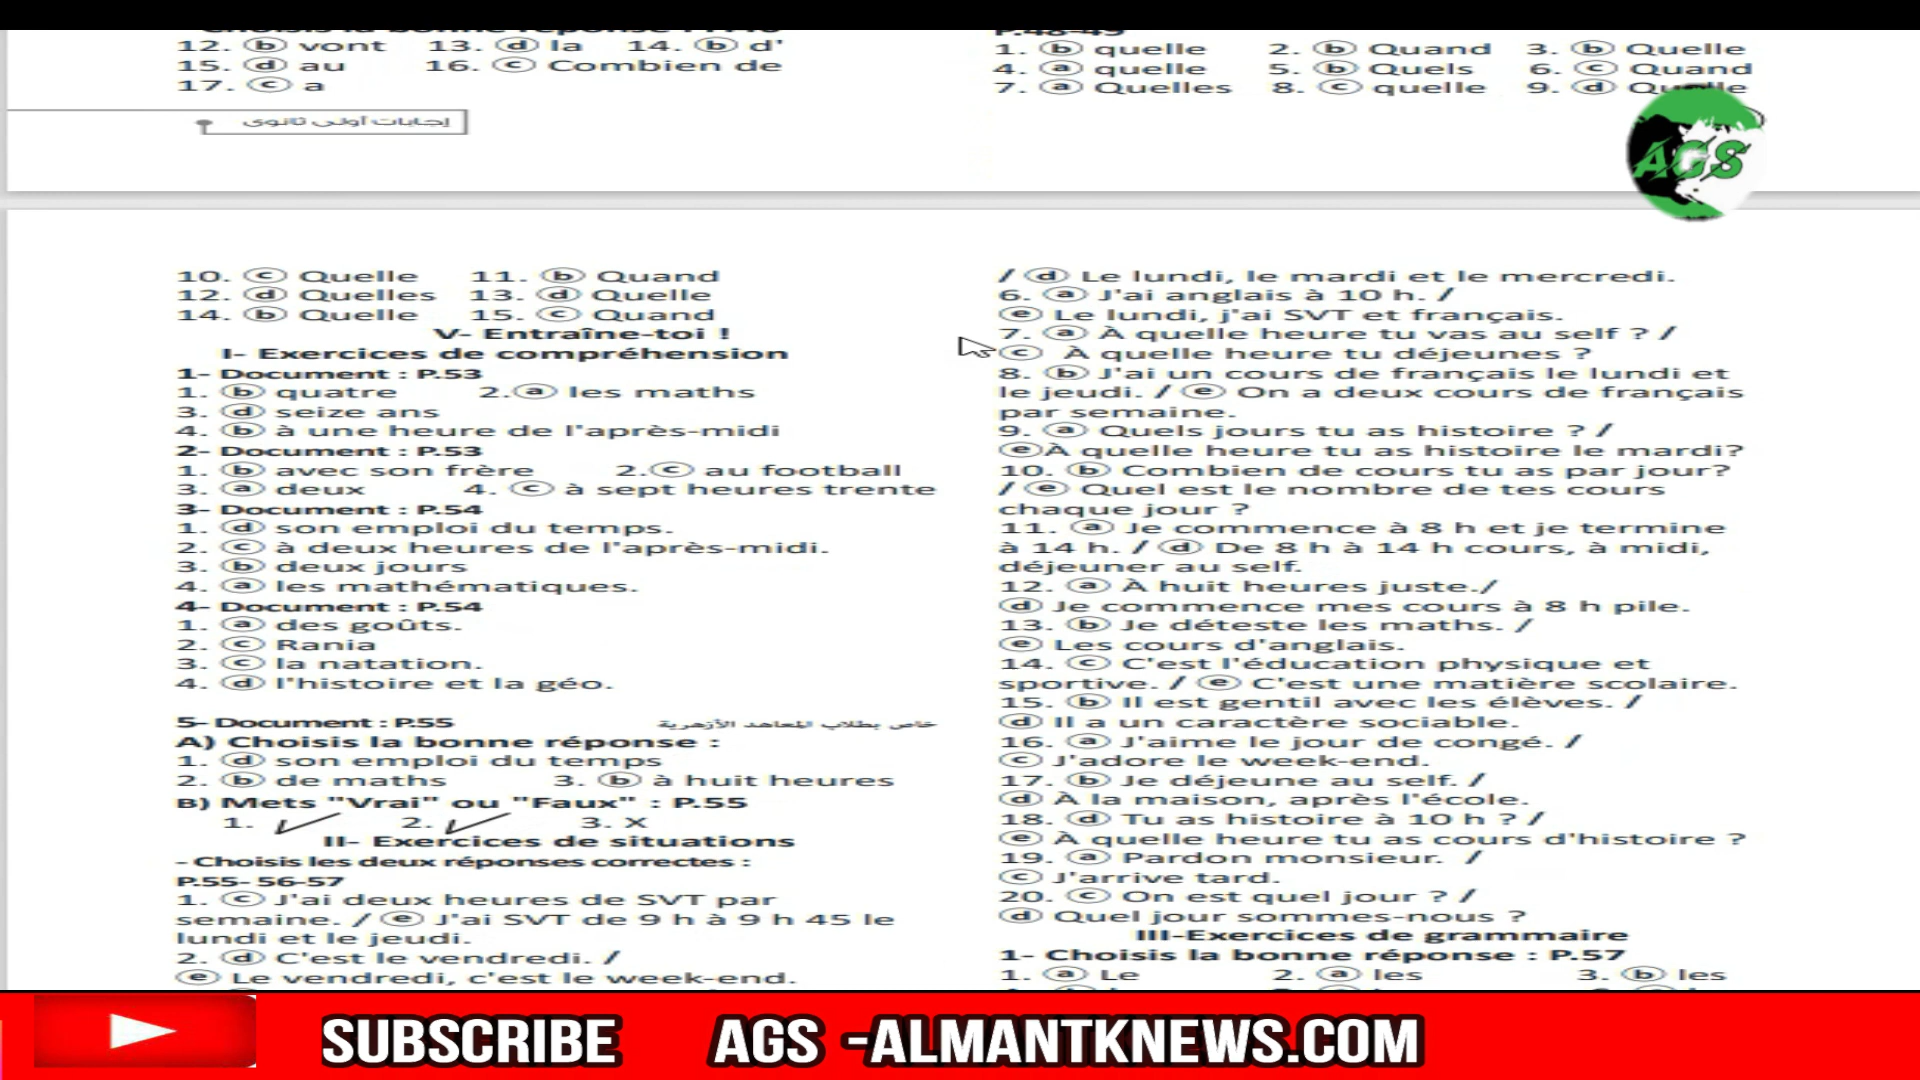 12. b vont 13. d la 14. b d'
15. d au 16. c Combien de
17. c a
P.48-49
1. b quelle 2. b Quand 3. b Quelle
4. a quelle 5. b Quels 6. c Quand
7. a Quelles 8. c quelle 9. d Quelle
إجابات أولى ثانوى
AGS
10. c Quelle 11. b Quand
12. d Quelles 13. d Quelle
14. b Quelle 15. c Quand
V- Entraîne-toi !
I- Exercices de compréhension
1- Document : P.53
1. b quatre 2. a les maths
3. d seize ans
4. b à une heure de l'après-midi
2- Document : P.53
1. b avec son frère 2. c au football
3. a deux 4. c à sept heures trente
3- Document : P.54
1. d son emploi du temps.
2. c à deux heures de l'après-midi.
3. b deux jours
4. a les mathématiques.
4- Document : P.54
1. a des goûts.
2. c Rania
3. c la natation.
4. d l'histoire et la géo.
5- Document : P.55 خاص بطلاب المعاهد الأزهرية
A) Choisis la bonne réponse :
1. d son emploi du temps
2. b de maths 3. b à huit heures
B) Mets "Vrai" ou "Faux" : P.55
1. ✓ 2. ✓ 3. X
II- Exercices de situations
- Choisis les deux réponses correctes :
P.55- 56-57
1. c J'ai deux heures de SVT par
semaine. / e J'ai SVT de 9 h à 9 h 45 le
lundi et le jeudi.
2. d C'est le vendredi. /
e Le vendredi, c'est le week-end.
/ d Le lundi, le mardi et le mercredi.
6. a J'ai anglais à 10 h. /
e Le lundi, j'ai SVT et français.
7. a À quelle heure tu vas au self ? /
c À quelle heure tu déjeunes ?
8. b J'ai un cours de français le lundi et
le jeudi. / e On a deux cours de français
par semaine.
9. a Quels jours tu as histoire ? /
e À quelle heure tu as histoire le mardi?
10. b Combien de cours tu as par jour?
/ e Quel est le nombre de tes cours
chaque jour ?
11. a Je commence à 8 h et je termine
à 14 h. / d De 8 h à 14 h cours, à midi,
déjeuner au self.
12. a À huit heures juste./
d Je commence mes cours à 8 h pile.
13. b Je déteste les maths. /
e Les cours d'anglais.
14. c C'est l'éducation physique et
sportive. / e C'est une matière scolaire.
15. b Il est gentil avec les élèves. /
d Il a un caractère sociable.
16. a J'aime le jour de congé. /
c J'adore le week-end.
17. b Je déjeune au self. /
d À la maison, après l'école.
18. d Tu as histoire à 10 h ? /
e À quelle heure tu as cours d'histoire ?
19. a Pardon monsieur. /
c J'arrive tard.
20. c On est quel jour ? /
d Quel jour sommes-nous ?
III-Exercices de grammaire
1- Choisis la bonne réponse : P.57
1. a Le 2. a les 3. b les
SUBSCRIBE AGS -ALMANTKNEWS.COM